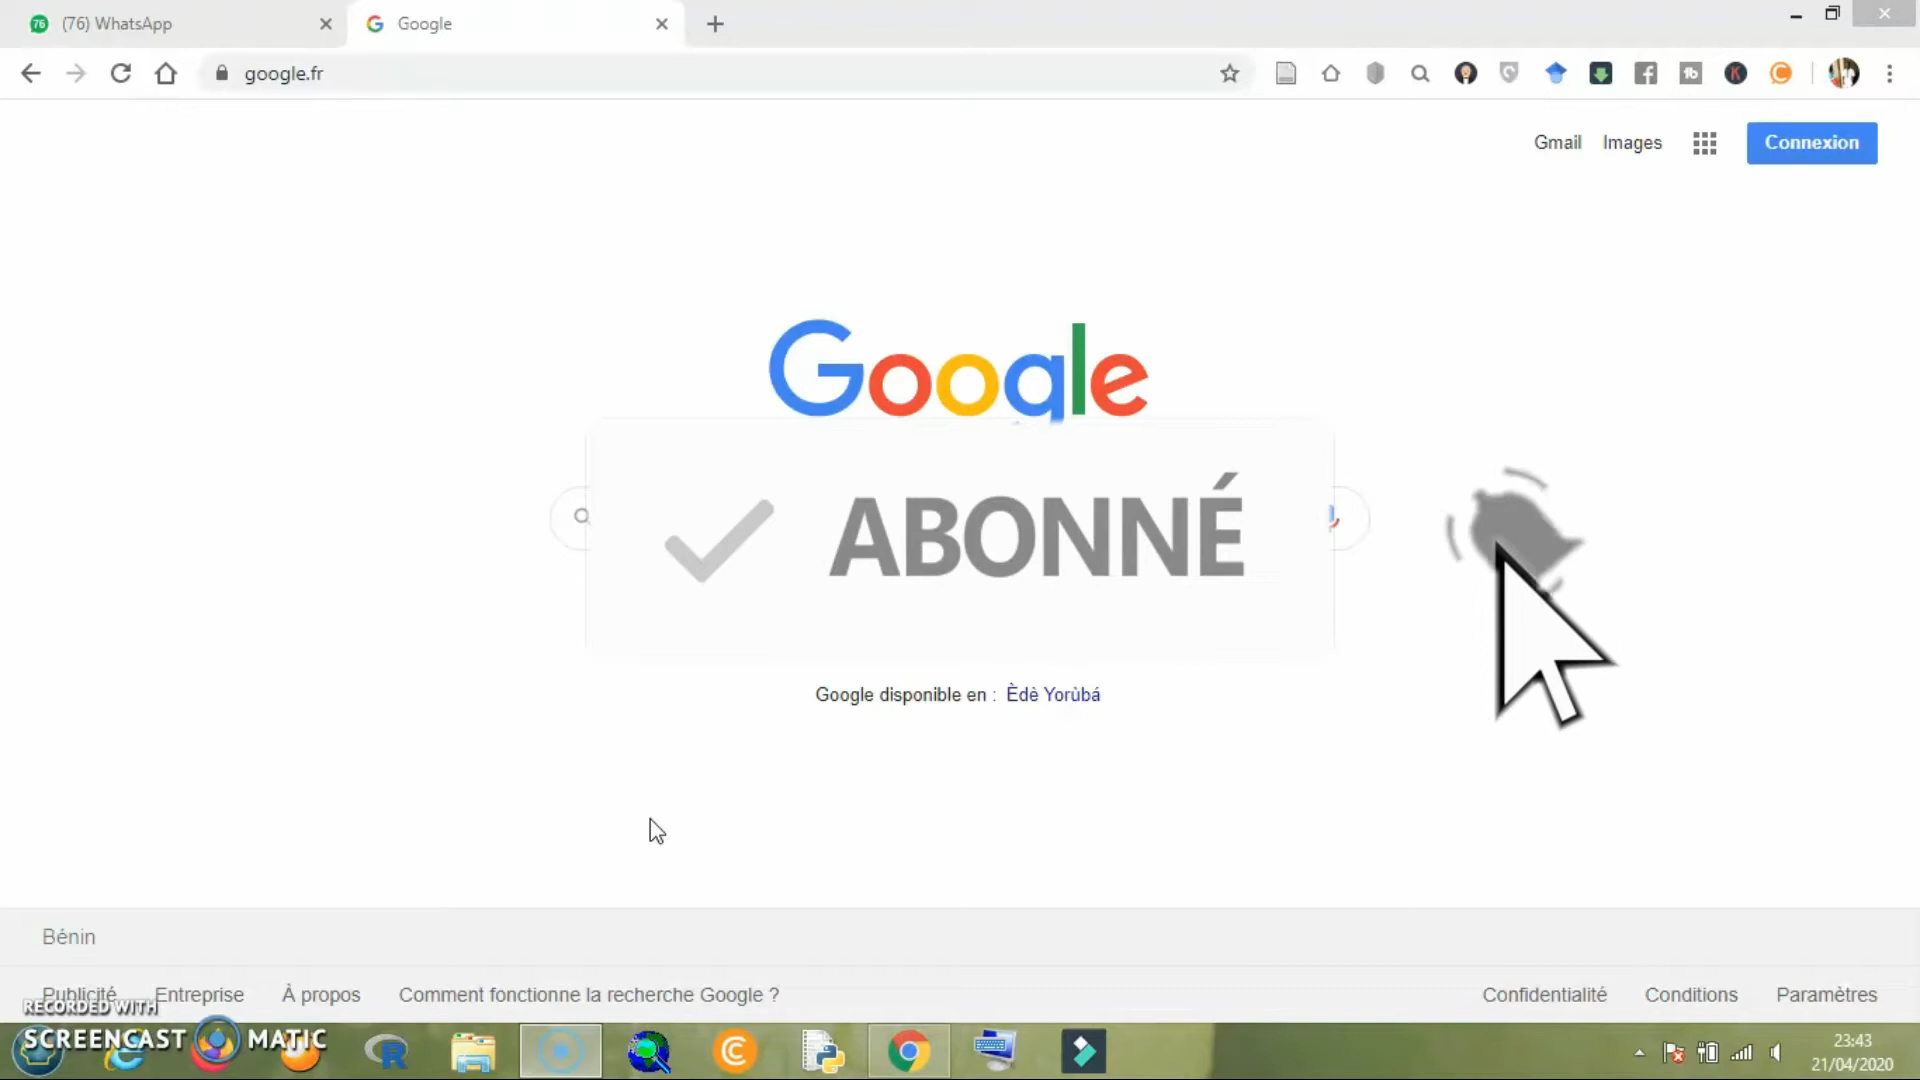 76 (76) WhatsApp
Google
google.fr
Gmail Images Connexion
Google
ABONNÉ
Google disponible en : Èdè Yorùbá
Bénin
Publicité Entreprise À propos Comment fonctionne la recherche Google ? Confidentialité Conditions Paramètres
RECORDED WITH
SCREENCAST MATIC
23:43
21/04/2020